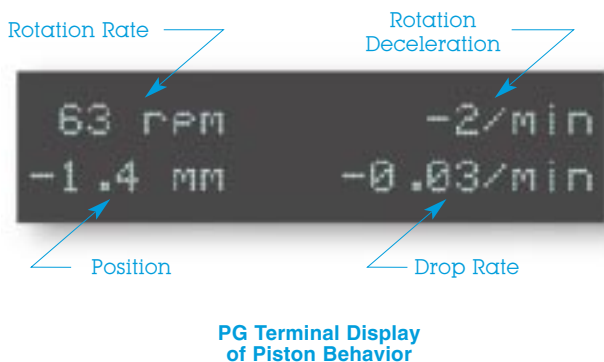 Rotation Rate
Rotation
Deceleration
63 rpm -2/min
-1.4 mm -0.03/min
Position
Drop Rate
PG Terminal Display
of Piston Behavior